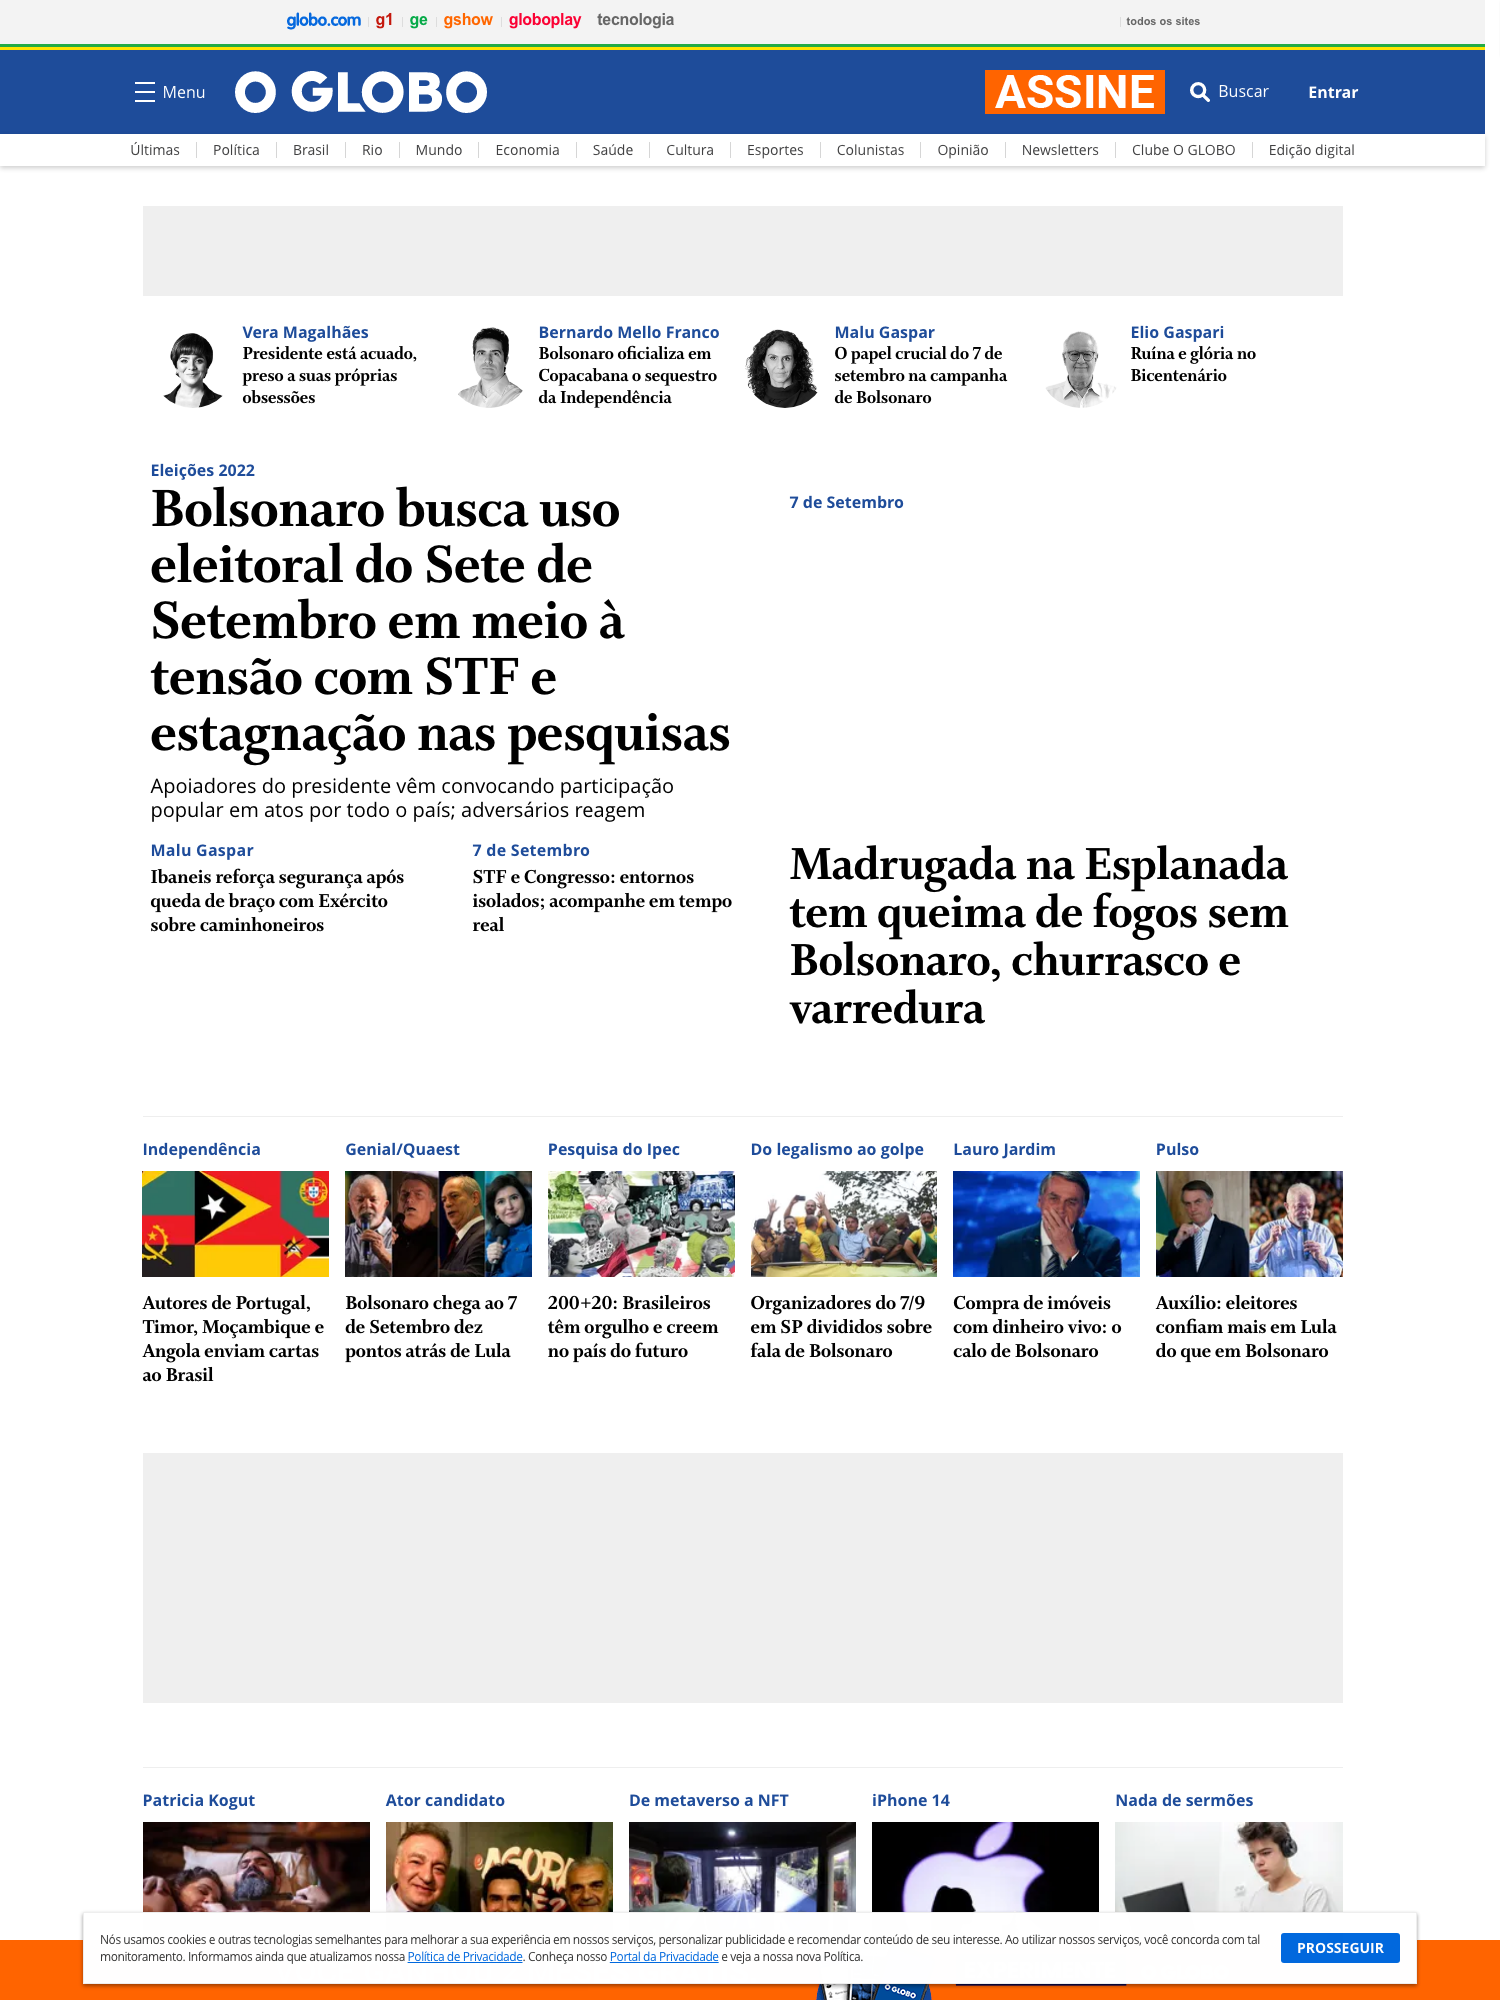 globo.com g1 ge gshow globoplay tecnologia todos os sites
Menu O GLOBO ASSINE Buscar Entrar
Últimas Política Brasil Rio Mundo Economia Saúde Cultura Esportes Colunistas Opinião Newsletters Clube O GLOBO Edição digital
Vera Magalhães
Presidente está acuado,
preso a suas próprias
obsessões
Bernardo Mello Franco
Bolsonaro oficializa em
Copacabana o sequestro
da Independência
Malu Gaspar
O papel crucial do 7 de
setembro na campanha
de Bolsonaro
Elio Gaspari
Ruína e glória no
Bicentenário
Eleições 2022
Bolsonaro busca uso
eleitoral do Sete de
Setembro em meio à
tensão com STF e
estagnação nas pesquisas
Apoiadores do presidente vêm convocando participação
popular em atos por todo o país; adversários reagem
Malu Gaspar
Ibaneis reforça segurança após
queda de braço com Exército
sobre caminhoneiros
7 de Setembro
STF e Congresso: entornos
isolados; acompanhe em tempo
real
7 de Setembro
Madrugada na Esplanada
tem queima de fogos sem
Bolsonaro, churrasco e
varredura
Independência
Autores de Portugal,
Timor, Moçambique e
Angola enviam cartas
ao Brasil
Genial/Quaest
Bolsonaro chega ao 7
de Setembro dez
pontos atrás de Lula
Pesquisa do Ipec
200+20: Brasileiros
têm orgulho e creem
no país do futuro
Do legalismo ao golpe
Organizadores do 7/9
em SP divididos sobre
fala de Bolsonaro
Lauro Jardim
Compra de imóveis
com dinheiro vivo: o
calo de Bolsonaro
Pulso
Auxílio: eleitores
confiam mais em Lula
do que em Bolsonaro
Patricia Kogut
Ator candidato
AGORA
De metaverso a NFT
iPhone 14
Nada de sermões
Nós usamos cookies e outras tecnologias semelhantes para melhorar a sua experiência em nossos serviços, personalizar publicidade e recomendar conteúdo de seu interesse. Ao utilizar nossos serviços, você concorda com tal
monitoramento. Informamos ainda que atualizamos nossa Política de Privacidade. Conheça nosso Portal da Privacidade e veja a nossa nova Política.
PROSSEGUIR
O GLOBO